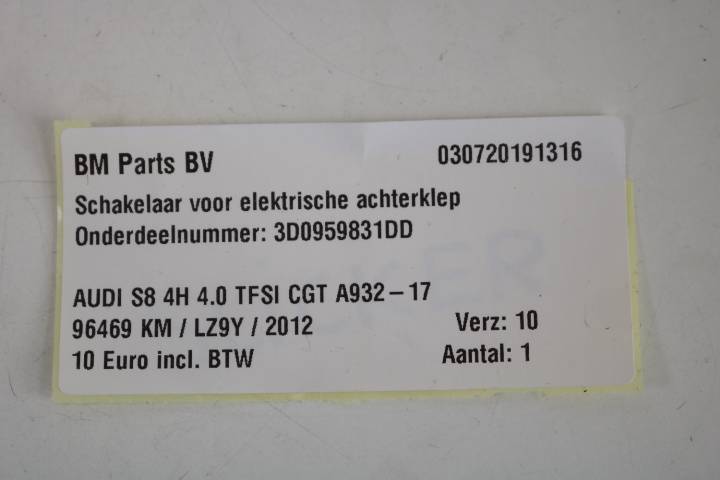 BM Parts BV 030720191316
Schakelaar voor elektrische achterklep
Onderdeelnummer: 3D0959831DD
AUDI S8 4H 4.0 TFSI CGT A932-17
96469 KM / LZ9Y / 2012 Verz: 10
10 Euro incl. BTW Aantal: 1